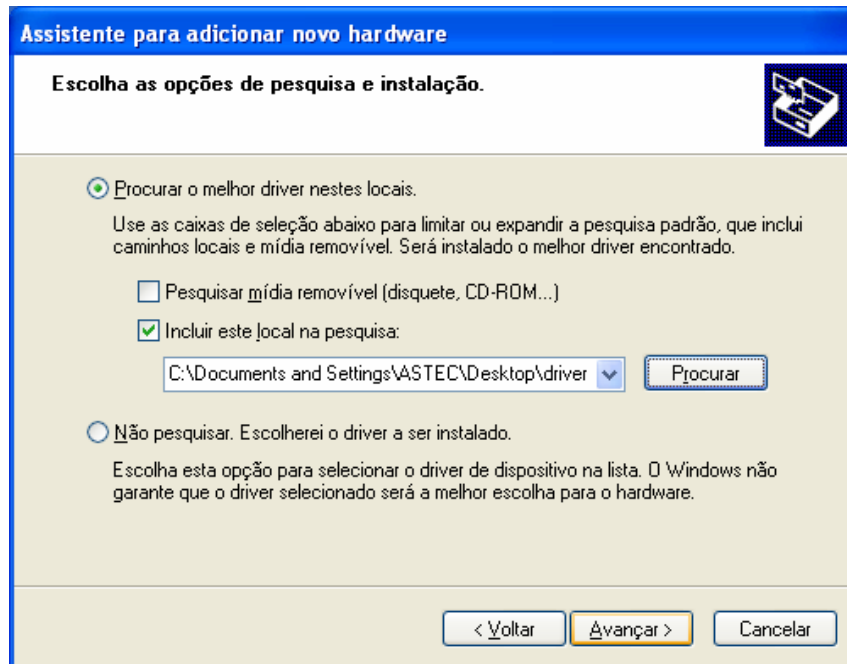 Assistente para adicionar novo hardware
Escolha as opções de pesquisa e instalação.
Procurar o melhor driver nestes locais.
Use as caixas de seleção abaixo para limitar ou expandir a pesquisa padrão, que inclui
caminhos locais e mídia removível. Será instalado o melhor driver encontrado.
Pesquisar mídia removível (disquete, CD-ROM...)
Incluir este local na pesquisa:
C:\Documents and Settings\ASTEC\Desktop\driver
Procurar
Não pesquisar. Escolherei o driver a ser instalado.
Escolha esta opção para selecionar o driver de dispositivo na lista. O Windows não
garante que o driver selecionado será a melhor escolha para o hardware.
< Voltar
Avançar >
Cancelar